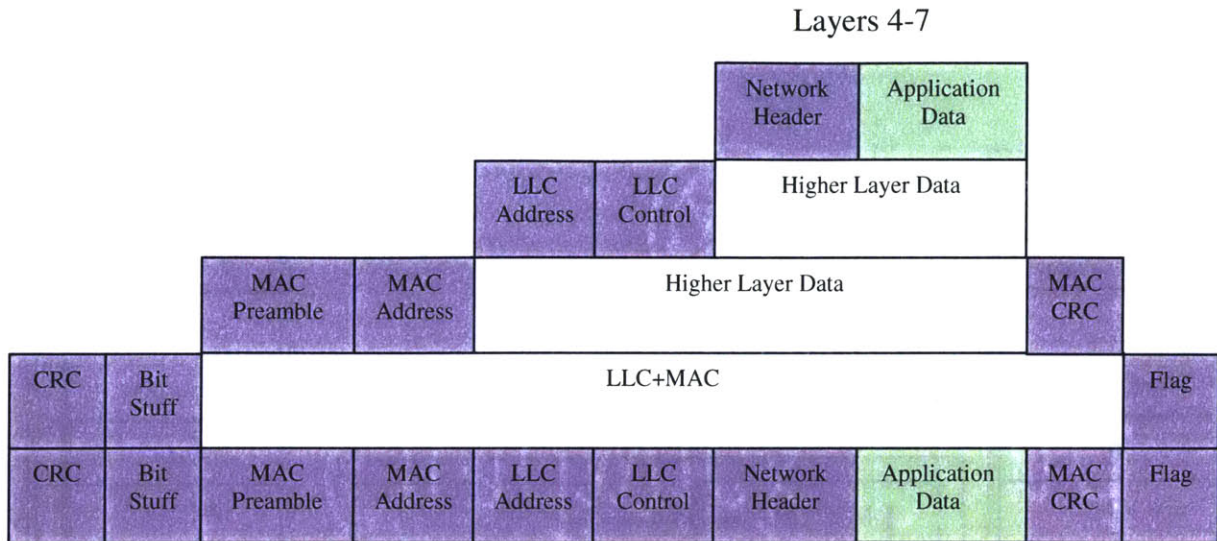 Layers 4-7
Network Header
Application Data
LLC Address
LLC Control
Higher Layer Data
MAC Preamble
MAC Address
Higher Layer Data
MAC CRC
CRC
Bit Stuff
LLC+MAC
Flag
CRC
Bit Stuff
MAC Preamble
MAC Address
LLC Address
LLC Control
Network Header
Application Data
MAC CRC
Flag